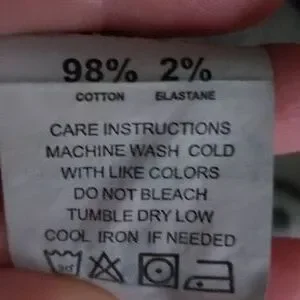 98% 2%
COTTON ELASTANE
CARE INSTRUCTIONS
MACHINE WASH COLD
WITH LIKE COLORS
DO NOT BLEACH
TUMBLE DRY LOW
COOL IRON IF NEEDED